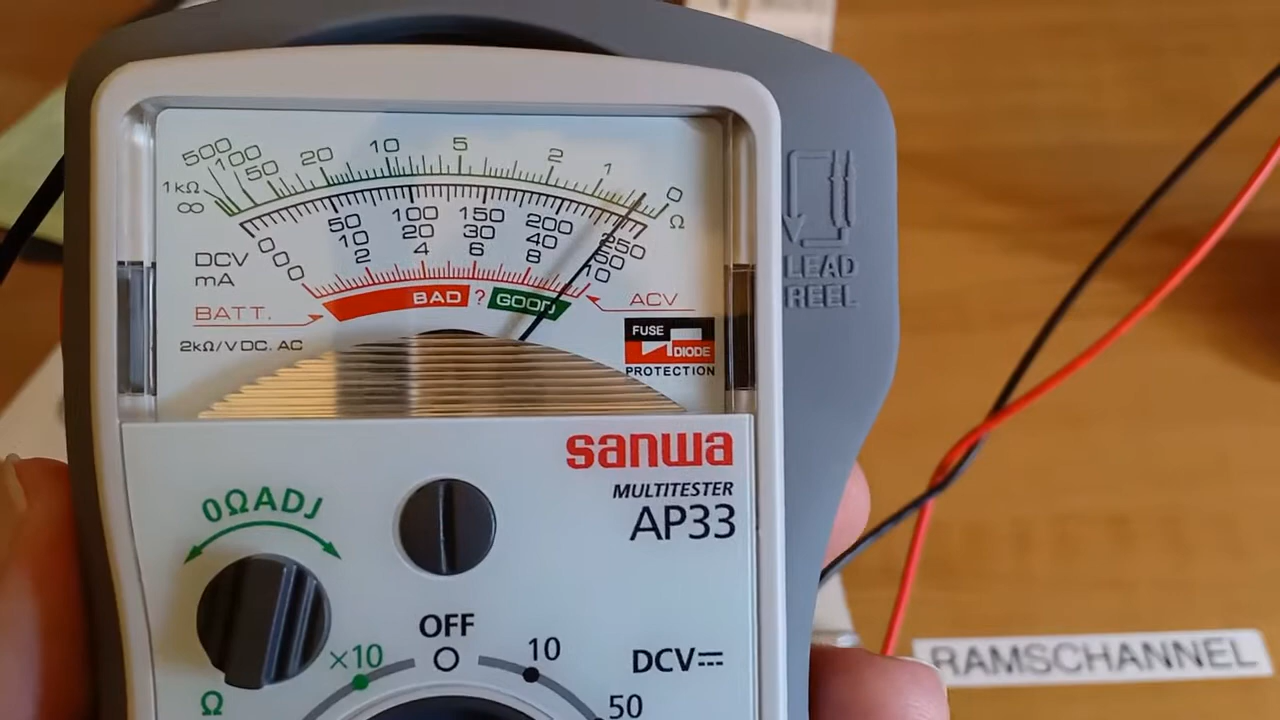 500 100 50 20 10 5 2 1 0
1kΩ
∞ Ω
0 50 100 150 200 250
0 10 20 30 40 50
0 2 4 6 8 10
DCV
mA
BATT.
BAD ? GOOD
ACV
2kΩ/V DC. AC
FUSE
DIODE
PROTECTION
LEAD
REEL
sanwa
MULTITESTER
AP33
0ΩADJ
OFF
×10
10
DCV
Ω
50
RAMSCHANNEL